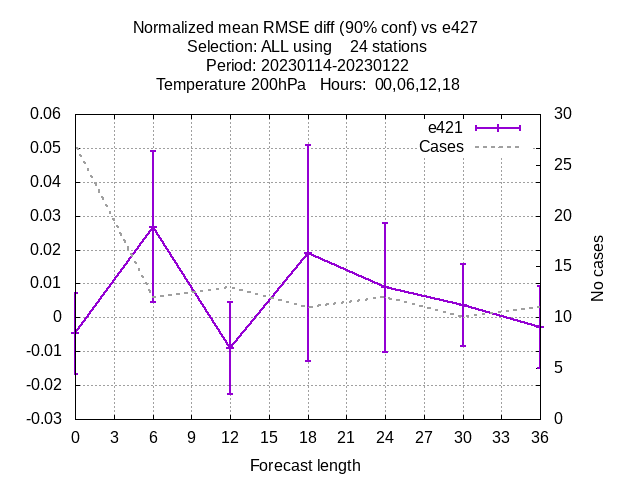 Normalized mean RMSE diff (90% conf) vs e427
Selection: ALL using    24 stations
Period: 20230114-20230122
Temperature 200hPa   Hours:  00,06,12,18
0.06
0.05
0.04
0.03
0.02
0.01
0
-0.01
-0.02
-0.03
30
25
20
15
10
5
0
e421
Cases
No cases
0 3 6 9 12 15 18 21 24 27 30 33 36
Forecast length